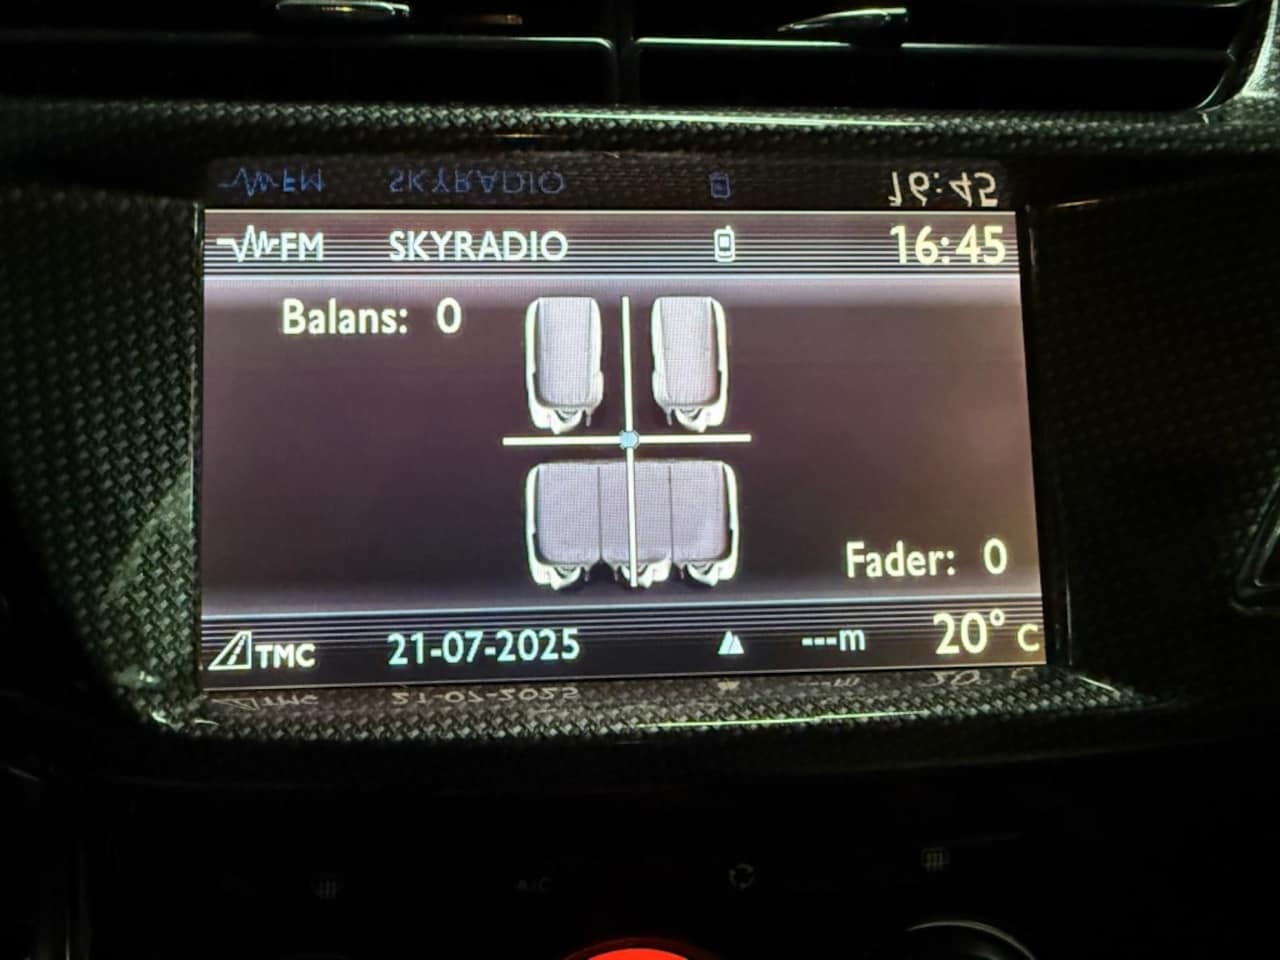 FM SKYRADIO 16:45
Balans: 0
Fader: 0
TMC 21-07-2025 ---m 20° C
A/C